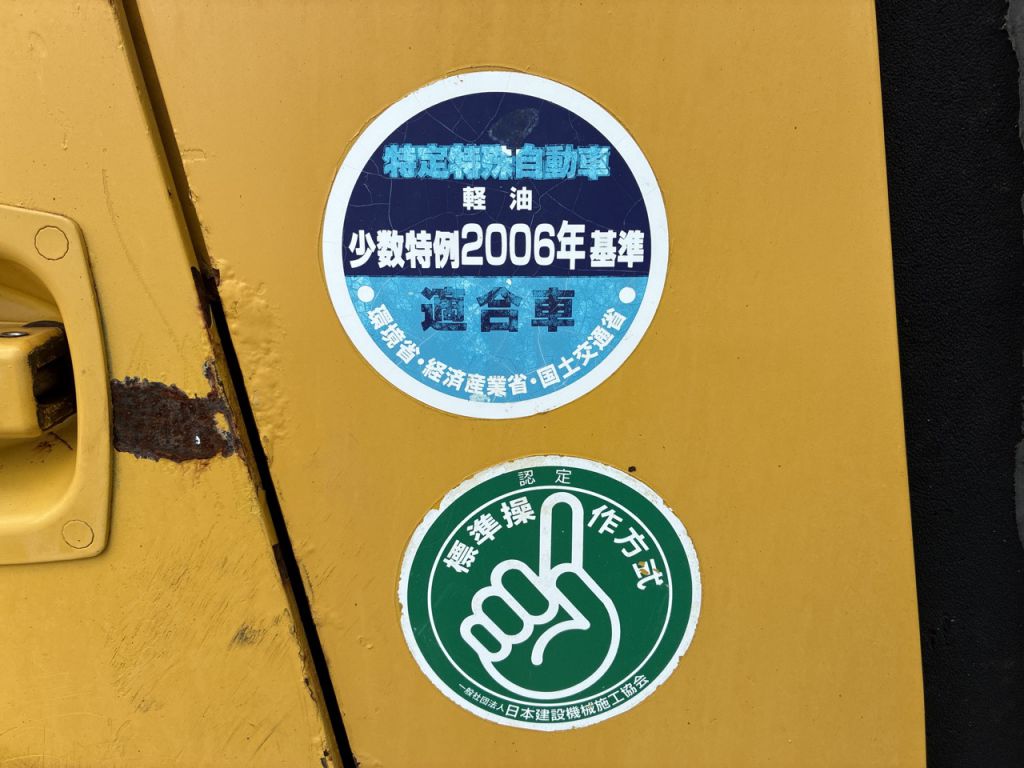 特定特殊自動車
軽油
少数特例2006年基準
適合車
環境省・経済産業省・国土交通省
認定
標準操作方式
一般社団法人日本建設機械施工協会